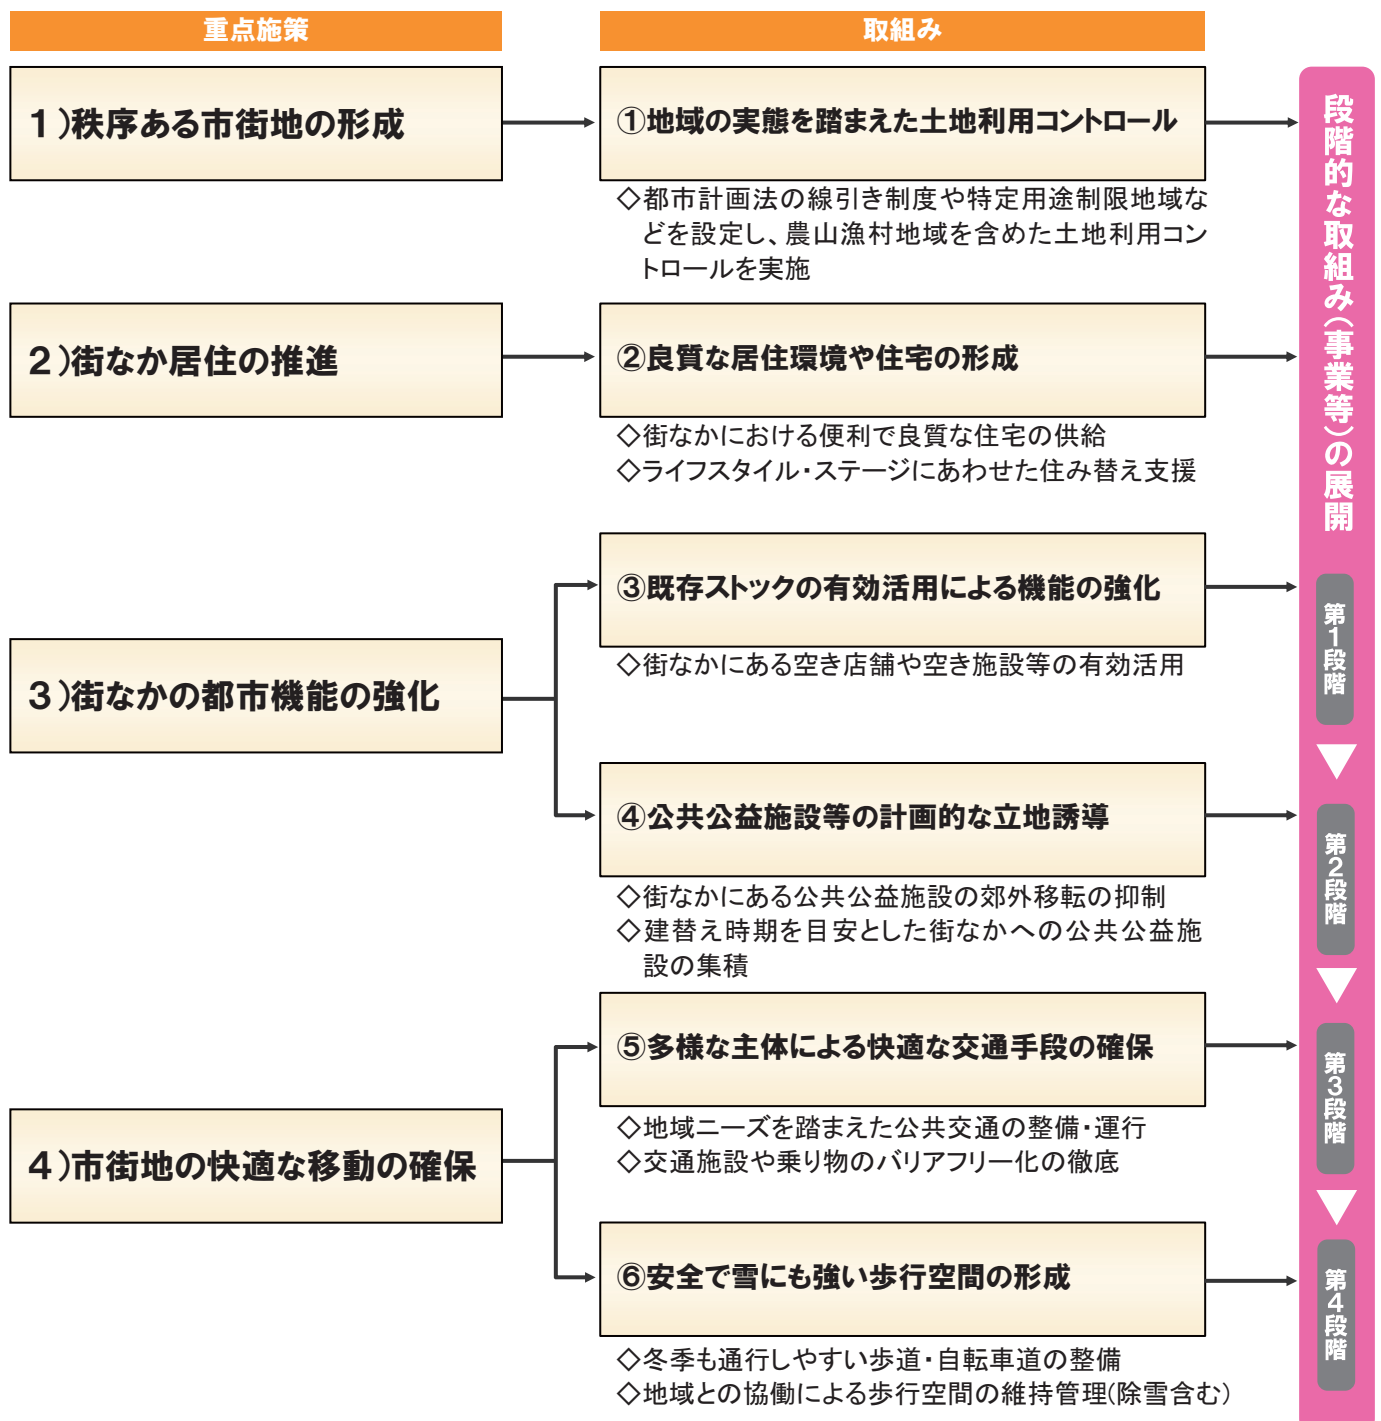 重点施策
取組み
1)秩序ある市街地の形成
①地域の実態を踏まえた土地利用コントロール
◇都市計画法の線引き制度や特定用途制限地域な
どを設定し、農山漁村地域を含めた土地利用コン
トロールを実施
2)街なか居住の推進
②良質な居住環境や住宅の形成
◇街なかにおける便利で良質な住宅の供給
◇ライフスタイル・ステージにあわせた住み替え支援
3)街なかの都市機能の強化
③既存ストックの有効活用による機能の強化
◇街なかにある空き店舗や空き施設等の有効活用
④公共公益施設等の計画的な立地誘導
◇街なかにある公共公益施設の郊外移転の抑制
◇建替え時期を目安とした街なかへの公共公益施
設の集積
4)市街地の快適な移動の確保
⑤多様な主体による快適な交通手段の確保
◇地域ニーズを踏まえた公共交通の整備・運行
◇交通施設や乗り物のバリアフリー化の徹底
⑥安全で雪にも強い歩行空間の形成
◇冬季も通行しやすい歩道・自転車道の整備
◇地域との協働による歩行空間の維持管理(除雪含む)
段階的な取組み(事業等)の展開
第1段階
第2段階
第3段階
第4段階